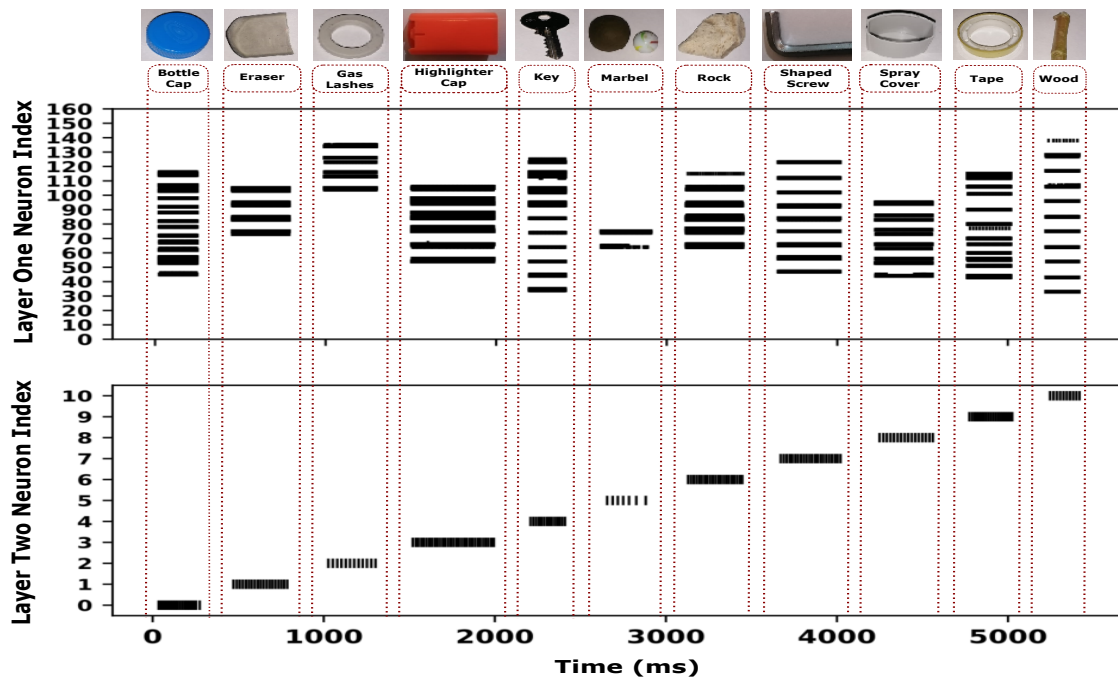 Bottle
Cap
Eraser
Gas
Lashes
Highlighter
Cap
Key
Marbel
Rock
Shaped
Screw
Spray
Cover
Tape
Wood
Layer One Neuron Index
160
150
140
130
120
110
100
90
80
70
60
50
40
30
20
10
0
Layer Two Neuron Index
10
9
8
7
6
5
4
3
2
1
0
0 1000 2000 3000 4000 5000
Time (ms)